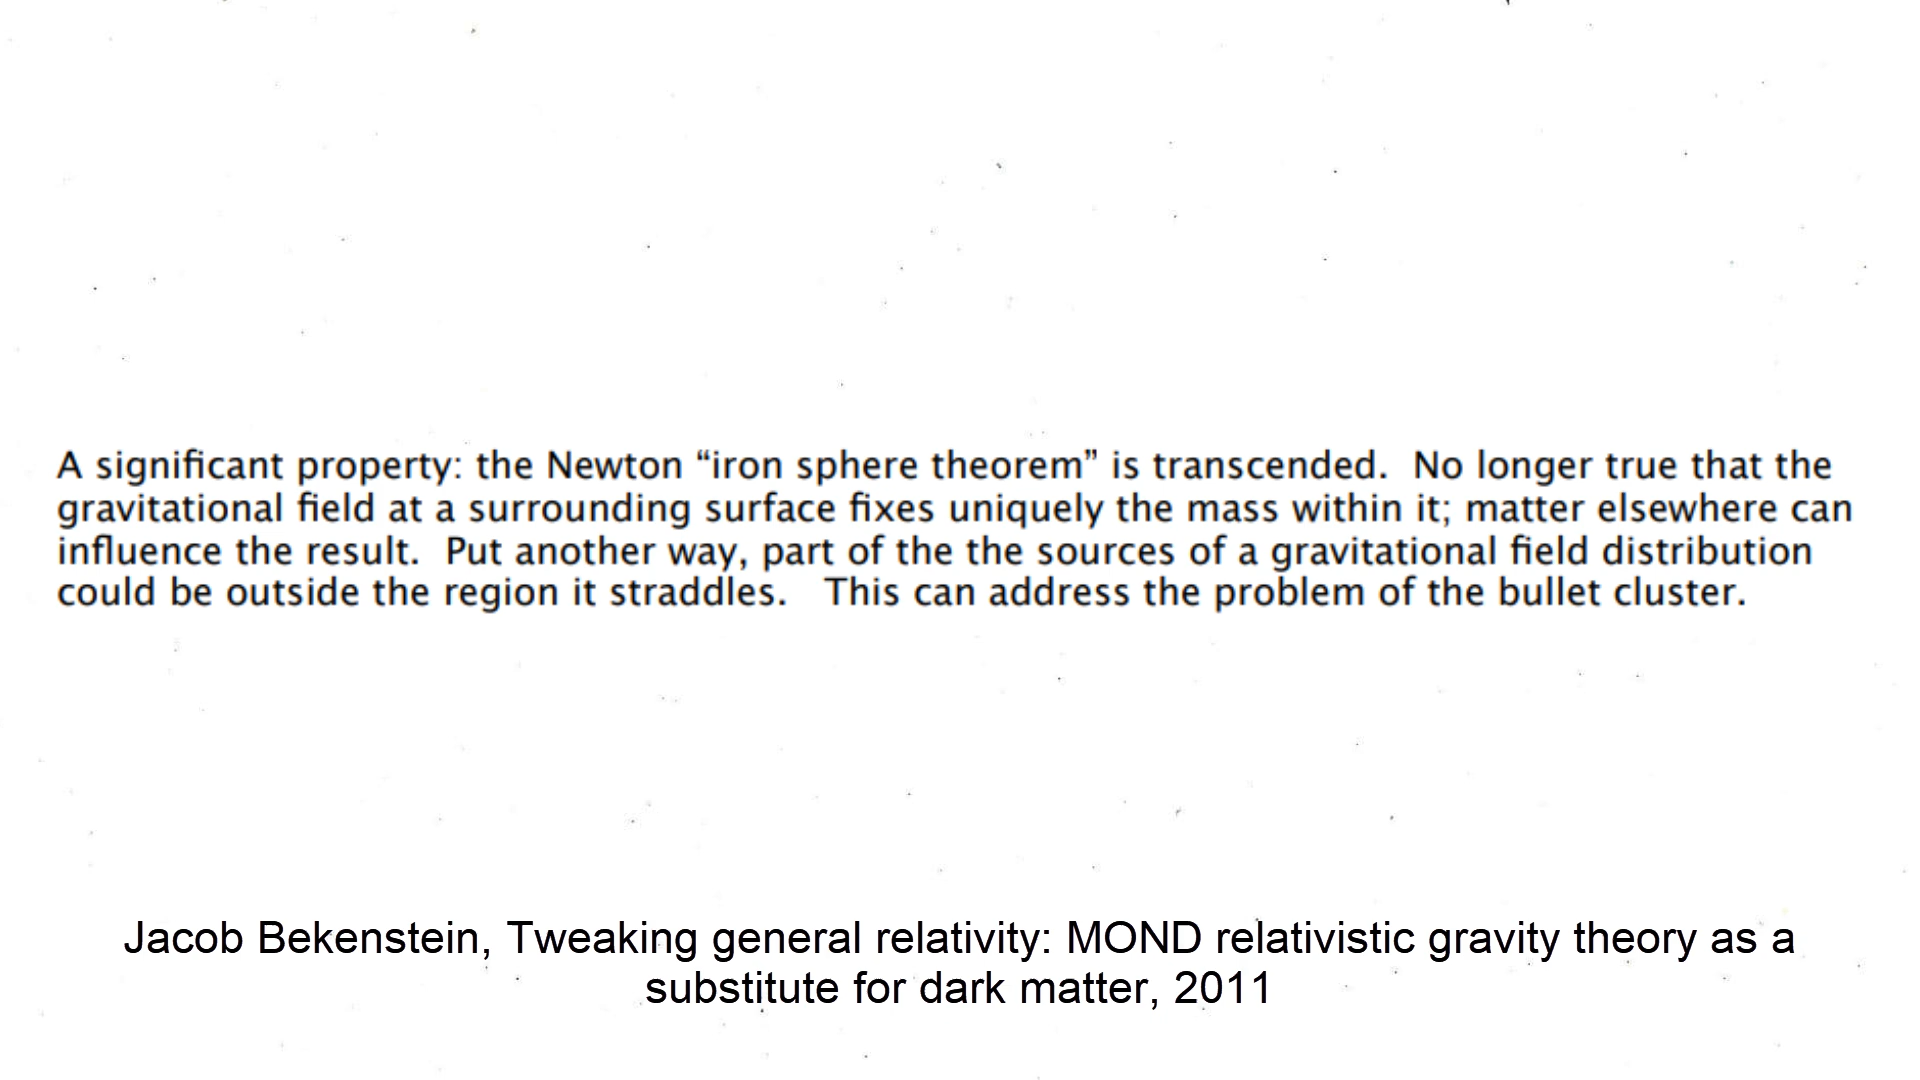 A significant property: the Newton “iron sphere theorem” is transcended.  No longer true that the
gravitational field at a surrounding surface fixes uniquely the mass within it; matter elsewhere can
influence the result.  Put another way, part of the the sources of a gravitational field distribution
could be outside the region it straddles.   This can address the problem of the bullet cluster.
Jacob Bekenstein, Tweaking general relativity: MOND relativistic gravity theory as a
substitute for dark matter, 2011